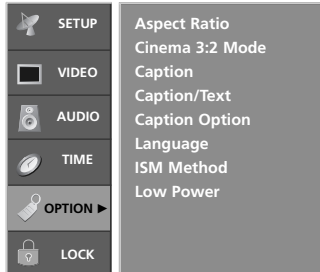 SETUP
VIDEO
AUDIO
TIME
OPTION ►
LOCK
Aspect Ratio
Cinema 3:2 Mode
Caption
Caption/Text
Caption Option
Language
ISM Method
Low Power